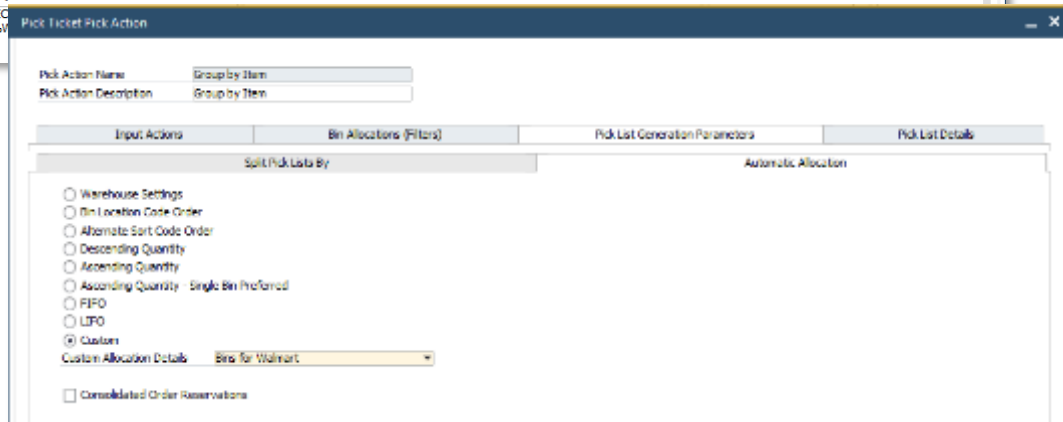 Pick Ticket Pick Action
Pick Action Name Group by Item
Pick Action Description Group by Item
Input Actions Bin Allocations (Filters) Pick List Generation Parameters Pick List Details
Split Pick Lists By Automatic Allocation
Warehouse Settings
Bin Location Code Order
Alternate Sort Code Order
Descending Quantity
Ascending Quantity
Ascending Quantity - Single Bin Preferred
FIFO
LIFO
Custom
Custom Allocation Details Bins for Walmart
Consolidated Order Reservations